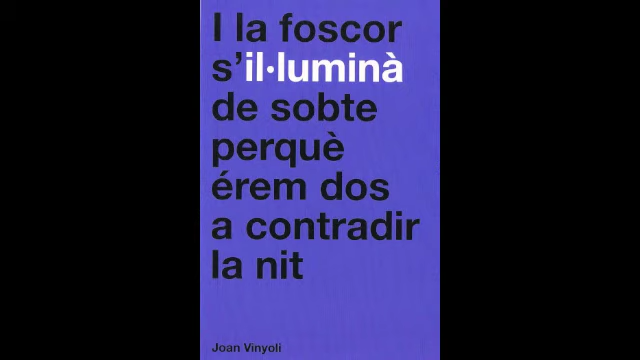 I la foscor
s'il·luminà
de sobte
perquè
érem dos
a contradir
la nit
Joan Vinyoli